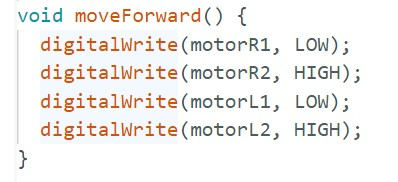 void moveForward() {
  digitalWrite(motorR1, LOW);
  digitalWrite(motorR2, HIGH);
  digitalWrite(motorL1, LOW);
  digitalWrite(motorL2, HIGH);
}